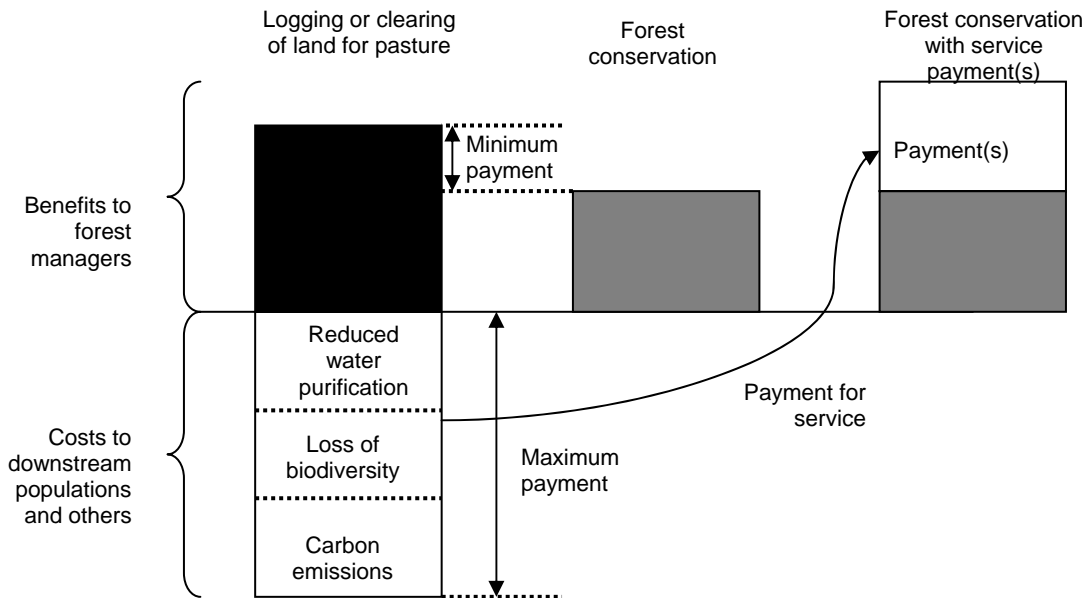 Logging or clearing
of land for pasture
Forest
conservation
Forest conservation
with service
payment(s)
Minimum
payment
Payment(s)
Benefits to
forest
managers
Reduced
water
purification
Payment for
service
Costs to
downstream
populations
and others
Loss of
biodiversity
Maximum
payment
Carbon
emissions